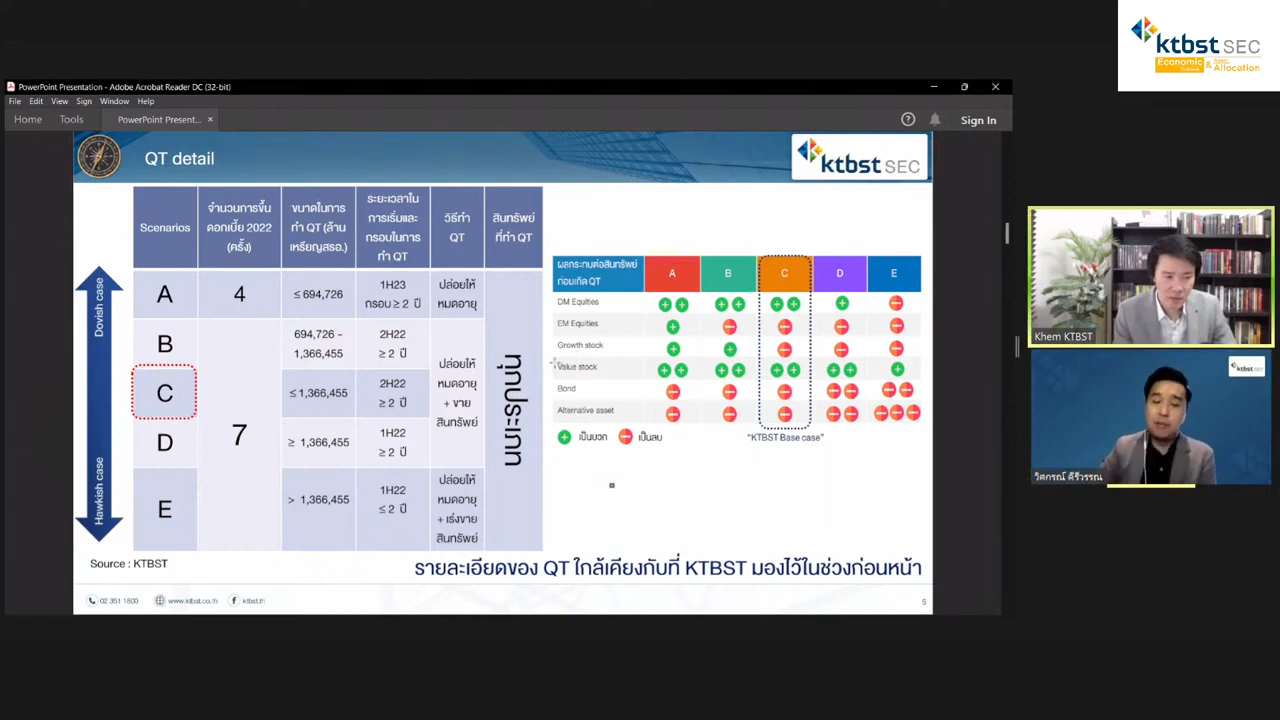 ktbst SEC
Economic & Allocation
PowerPoint Presentation - Adobe Acrobat Reader DC (32-bit)
File Edit View Sign Window Help
Home Tools PowerPoint Present... × Sign In
QT detail
ktbst SEC
Scenarios
จำนวนการขึ้น
ดอกเบี้ย 2022
(ครั้ง)
ขนาดในการ
ทำ QT (ล้าน
เหรียญสรอ.)
ระยะเวลาใน
การเริ่มและ
กรอบในการ
ทำ QT
วิธีทำ
QT
สินทรัพย์
ที่ทำ QT
Dovish case
Hawkish case
A
4
≤ 694,726
1H23
กรอบ ≥ 2 ปี
ปล่อยให้
หมดอายุ
B
694,726 -
1,366,455
2H22
≥ 2 ปี
C
≤ 1,366,455
2H22
≥ 2 ปี
ปล่อยให้
หมดอายุ
+ ขาย
สินทรัพย์
D
7
≥ 1,366,455
1H22
≥ 2 ปี
E
> 1,366,455
1H22
≤ 2 ปี
ปล่อยให้
หมดอายุ
+ เร่งขาย
สินทรัพย์
ทุกประเภท
ผลกระทบต่อสินทรัพย์
ก่อนเกิด QT
A B C D E
DM Equities
EM Equities
Growth stock
Value stock
Bond
Alternative asset
เป็นบวก เป็นลบ
"KTBST Base case"
Source : KTBST
รายละเอียดของ QT ใกล้เคียงกับที่ KTBST มองไว้ในช่วงก่อนหน้า
02 351 1800 www.ktbst.co.th ktbst.th
5
Khem KTBST
ktbst SEC
วิศกรณ์ คีรีวรรณ